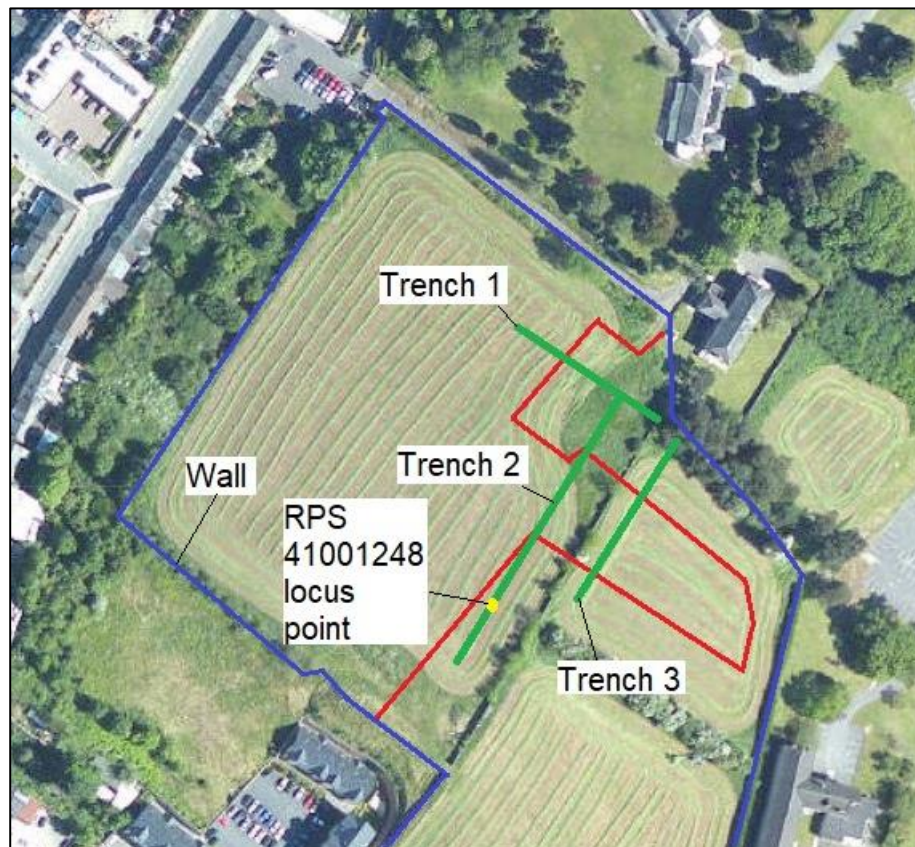 Trench 1
Trench 2
Wall
RPS
41001248
locus
point
Trench 3